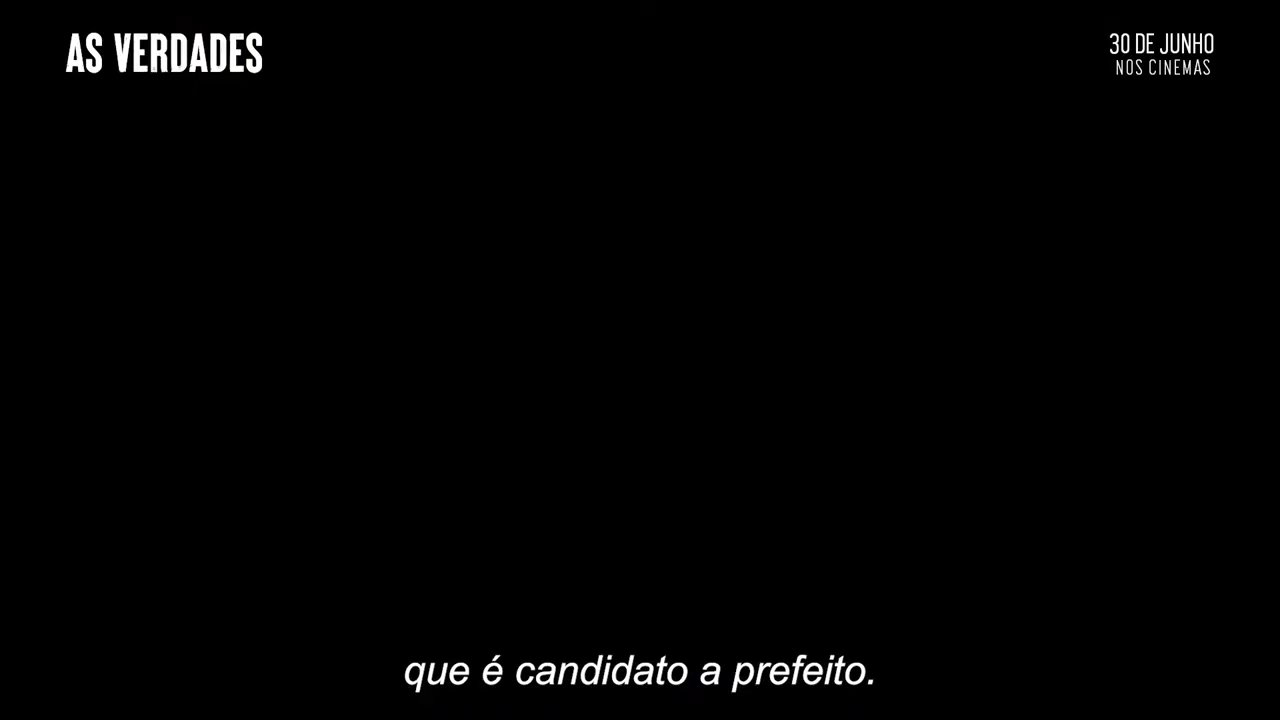 AS VERDADES
30 DE JUNHO
NOS CINEMAS
que é candidato a prefeito.